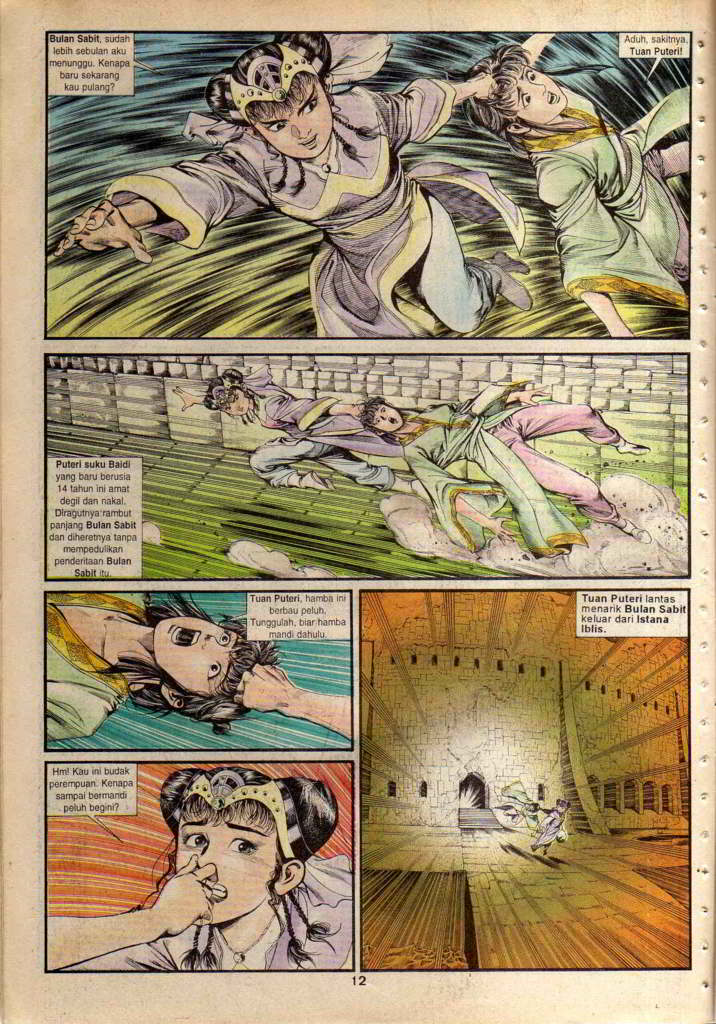 Bulan Sabit, sudah
lebih sebulan aku
menunggu. Kenapa
baru sekarang
kau pulang?
Aduh, sakitnya,
Tuan Puteri!
Puteri suku Baidi
yang baru berusia
14 tahun ini amat
degil dan nakal.
Diragutnya rambut
panjang Bulan Sabit
dan diheretnya tanpa
mempedulikan
penderitaan Bulan
Sabit itu.
Tuan Puteri, hamba ini
berbau peluh.
Tunggulah, biar hamba
mandi dahulu.
Tuan Puteri lantas
menarik Bulan Sabit
keluar dari Istana
Iblis.
Hm! Kau ini budak
perempuan. Kenapa
sampai bermandi
peluh begini?
12